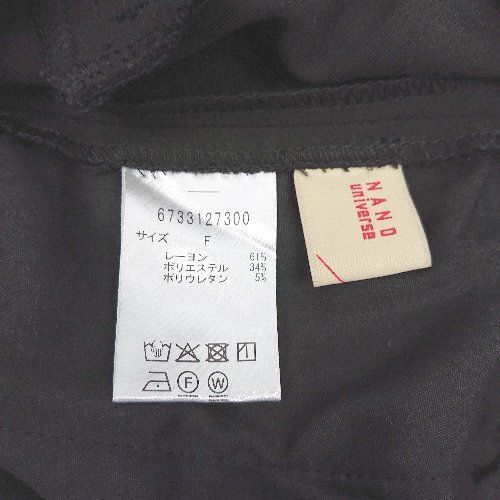 6733127300
サイズ F
レーヨン 61%
ポリエステル 34%
ポリウレタン 5%
F W
NAND
universe